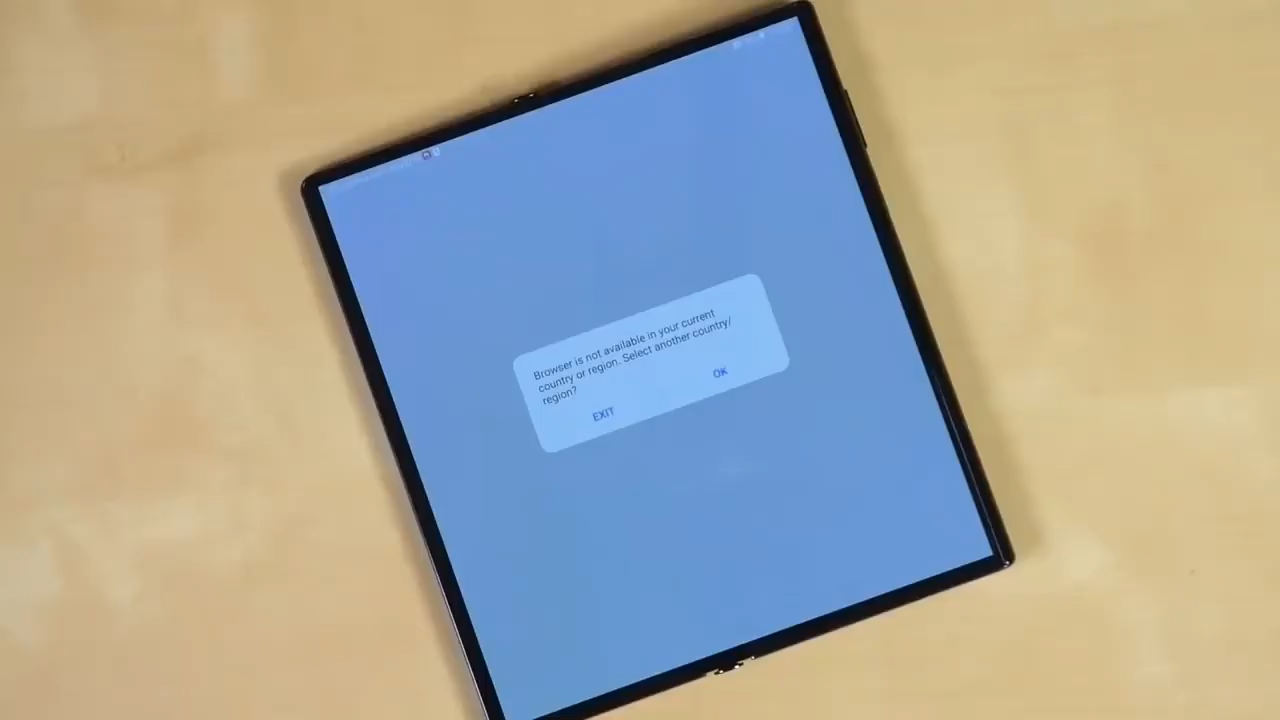 Browser is not available in your current
country or region. Select another country/
region?
EXIT
OK